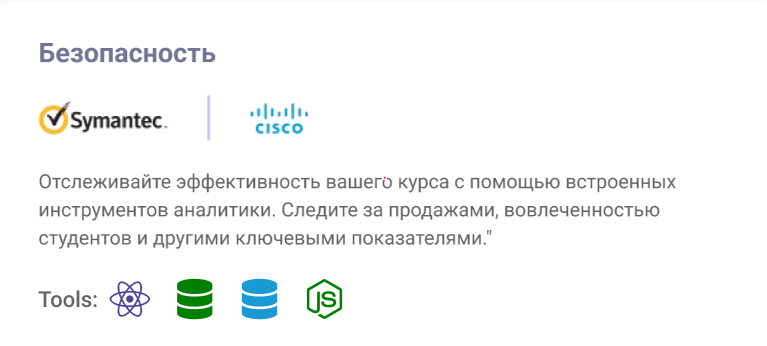 Безопасность
Symantec.
CISCO
Отслеживайте эффективность вашего курса с помощью встроенных
инструментов аналитики. Следите за продажами, вовлеченностью
студентов и другими ключевыми показателями."
Tools:
JS